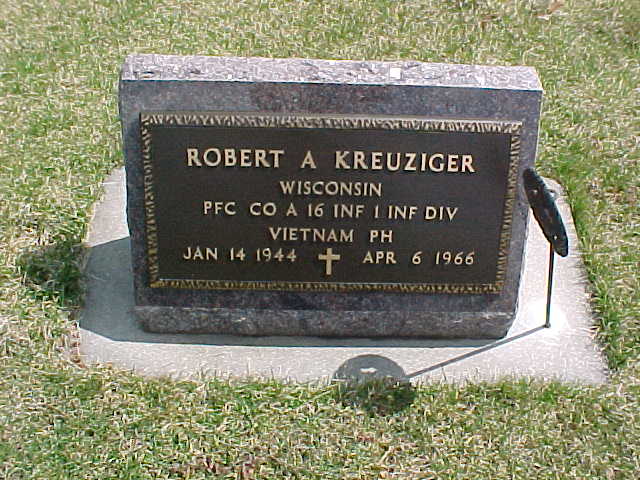 ROBERT A KREUZIGER
WISCONSIN
PFC CO A 16 INF 1 INF DIV
VIETNAM PH
JAN 14 1944 APR 6 1966